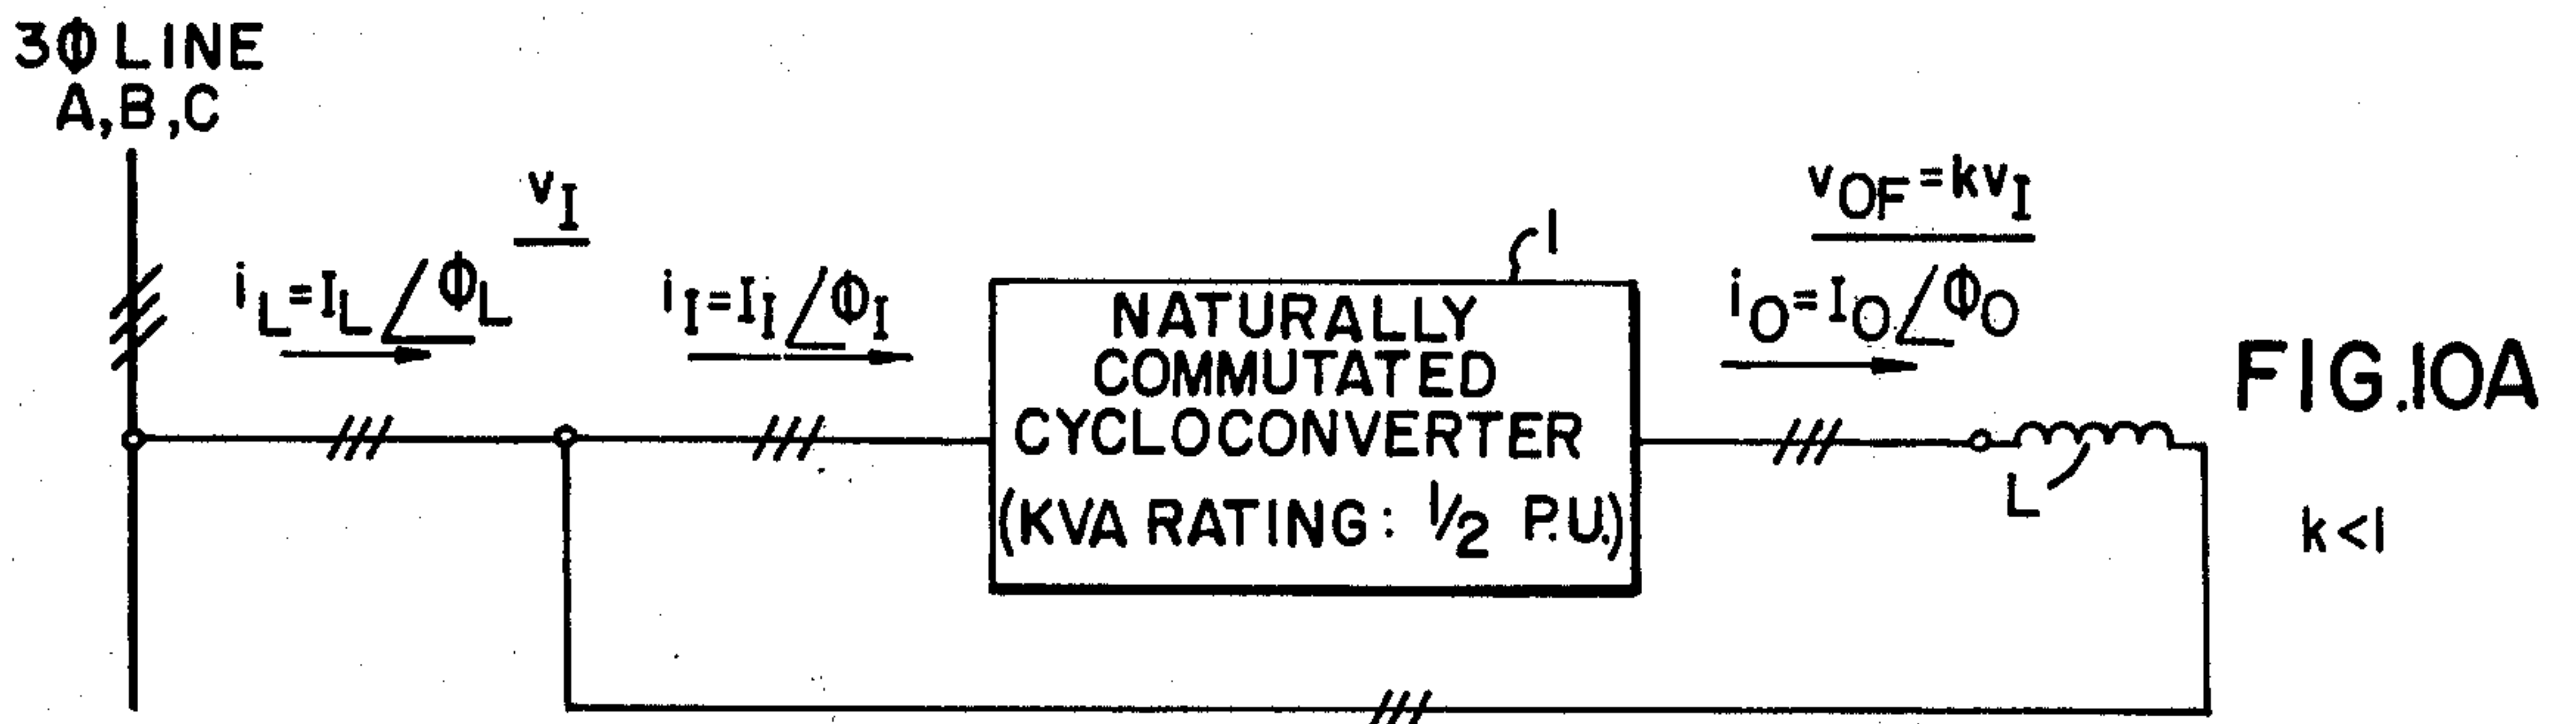 3Φ LINE
A,B,C
v_I
i_L=I_L∠Φ_L
i_I=I_I∠Φ_I
1
NATURALLY
COMMUTATED
CYCLOCONVERTER
(KVA RATING: 1/2 P.U.)
v_OF=kv_I
i_O=I_O∠Φ_O
L
FIG.10A
k<1